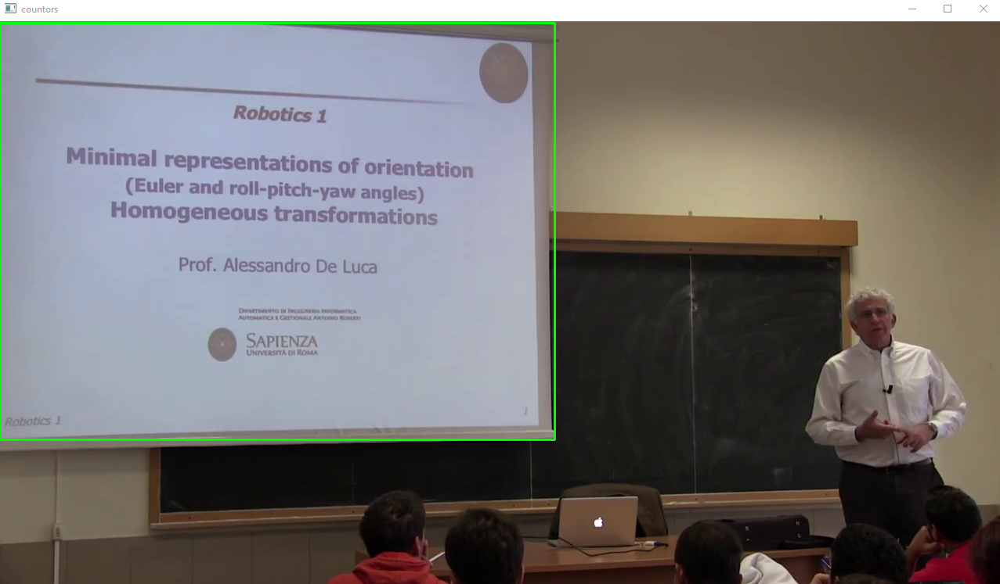 countors
Robotics 1
Minimal representations of orientation
(Euler and roll-pitch-yaw angles)
Homogeneous transformations
Prof. Alessandro De Luca
Dipartimento di Ingegneria Informatica
Automatica e Gestionale Antonio Ruberti
Sapienza
Università di Roma
Robotics 1
1